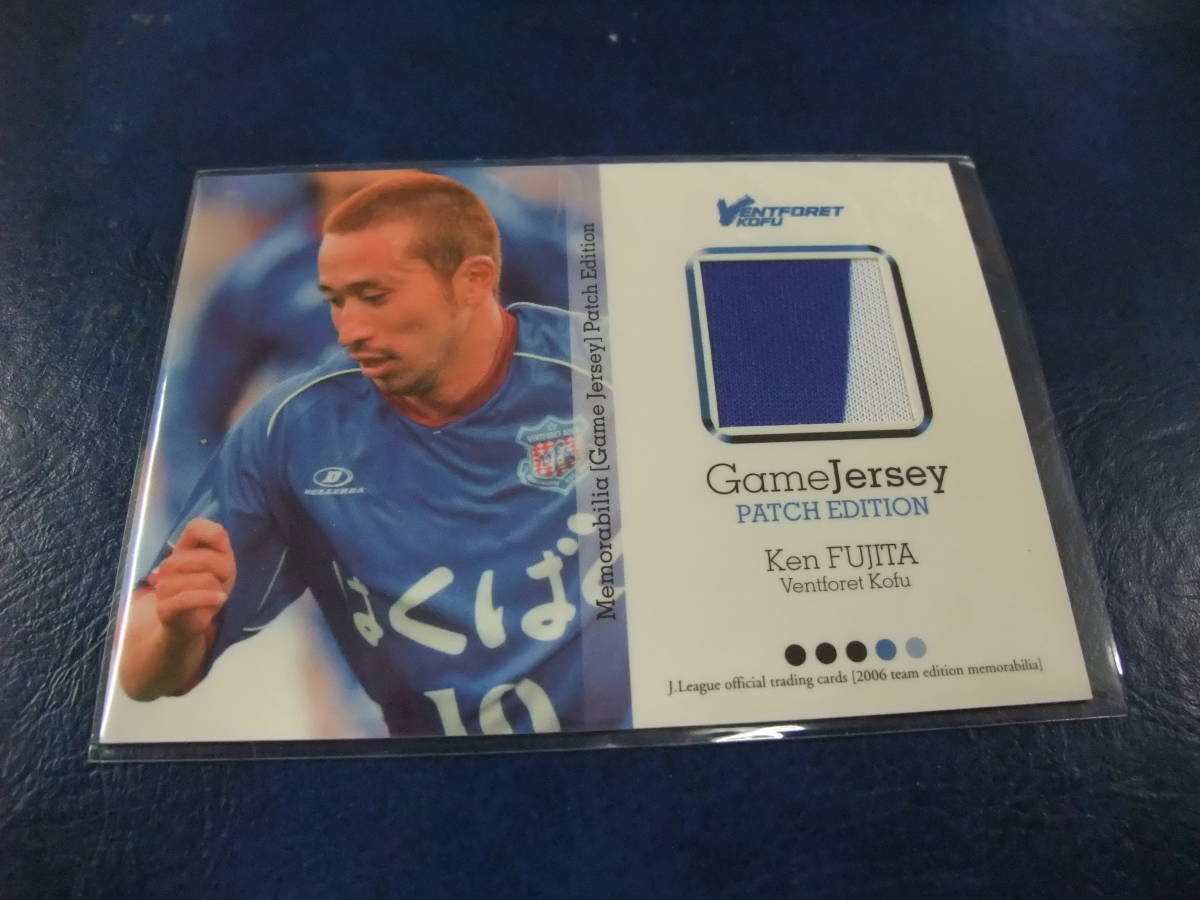 VENTFORET
KOFU
Memorabilia [Game Jersey] Patch Edition
はくばく
10
GameJersey
PATCH EDITION
Ken FUJITA
Ventforet Kofu
J.League official trading cards [2006 team edition memorabilia]